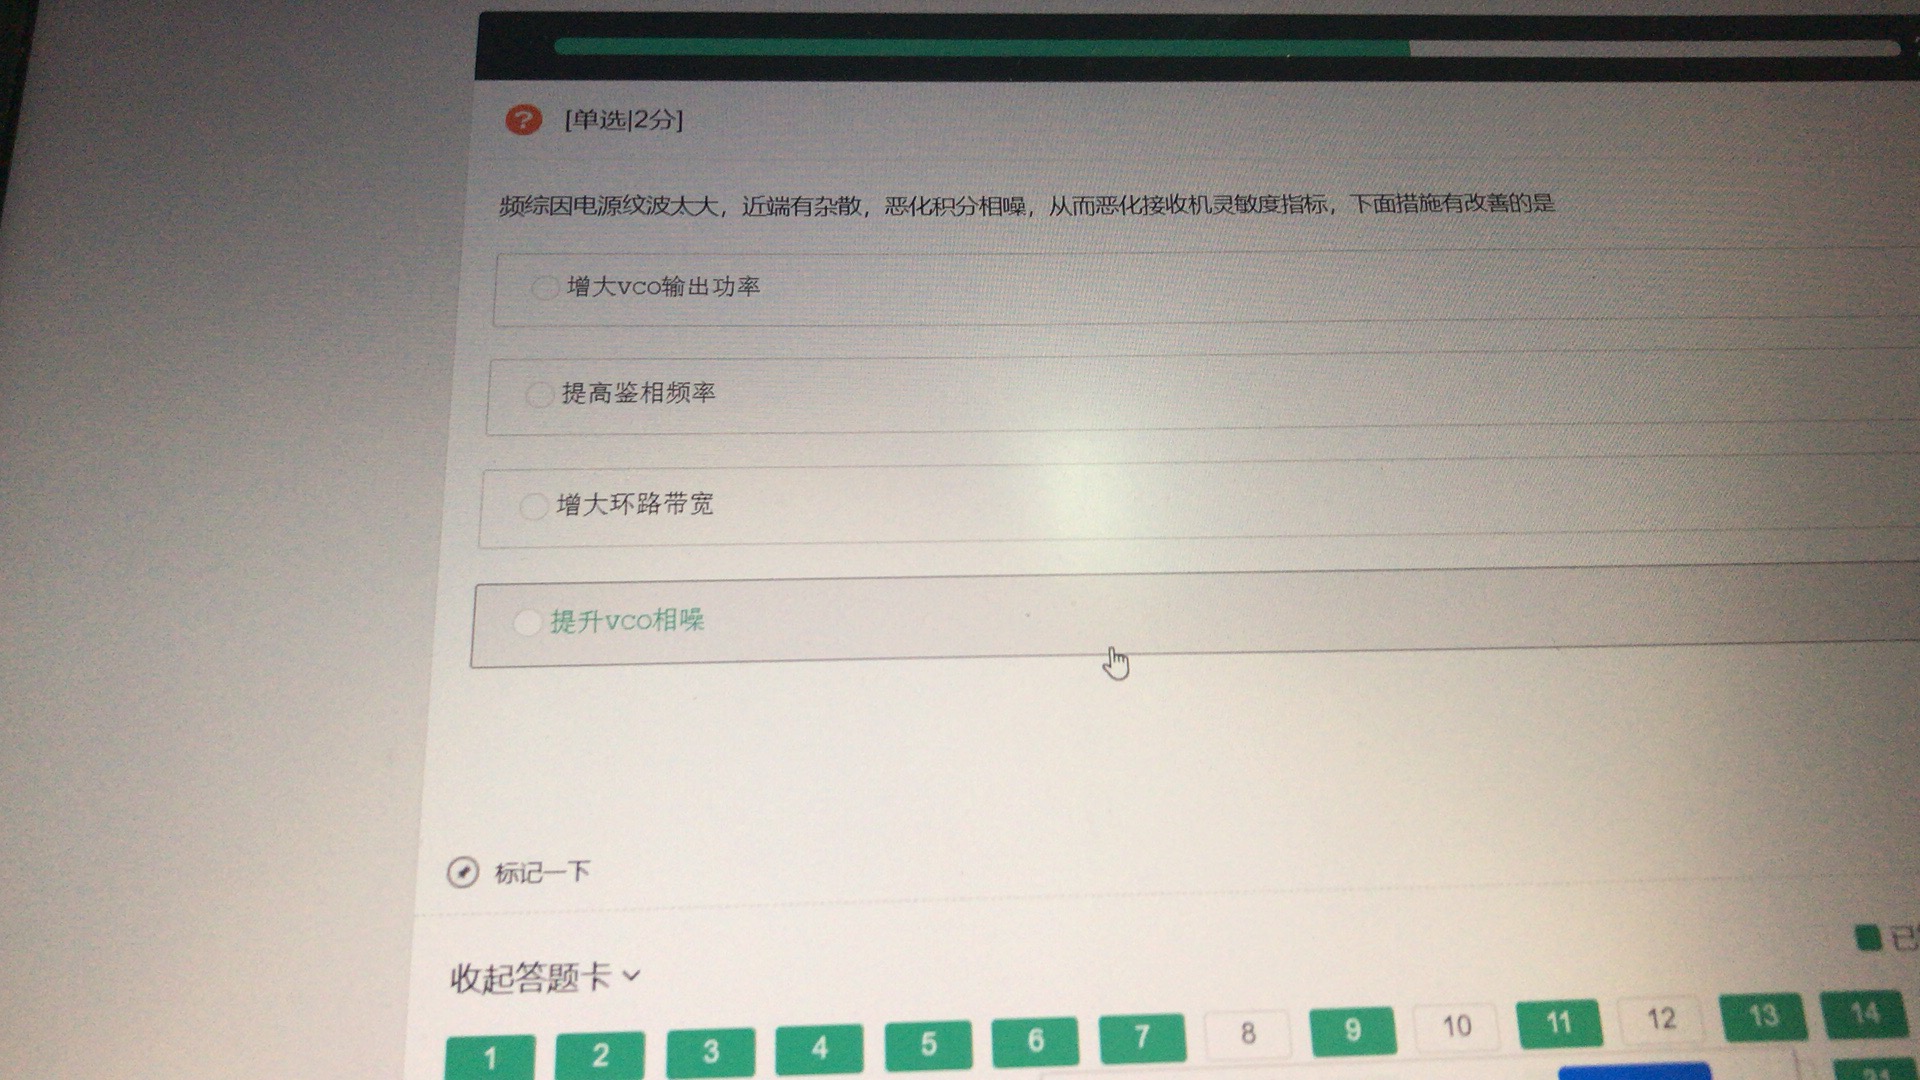 [单选|2分]
频综因电源纹波太大，近端有杂散，恶化积分相噪，从而恶化接收机灵敏度指标，下面措施有改善的是
增大vco输出功率
提高鉴相频率
增大环路带宽
提升vco相噪
标记一下
已
收起答题卡
1 2 3 4 5 6 7 8 9 10 11 12 13 14
21